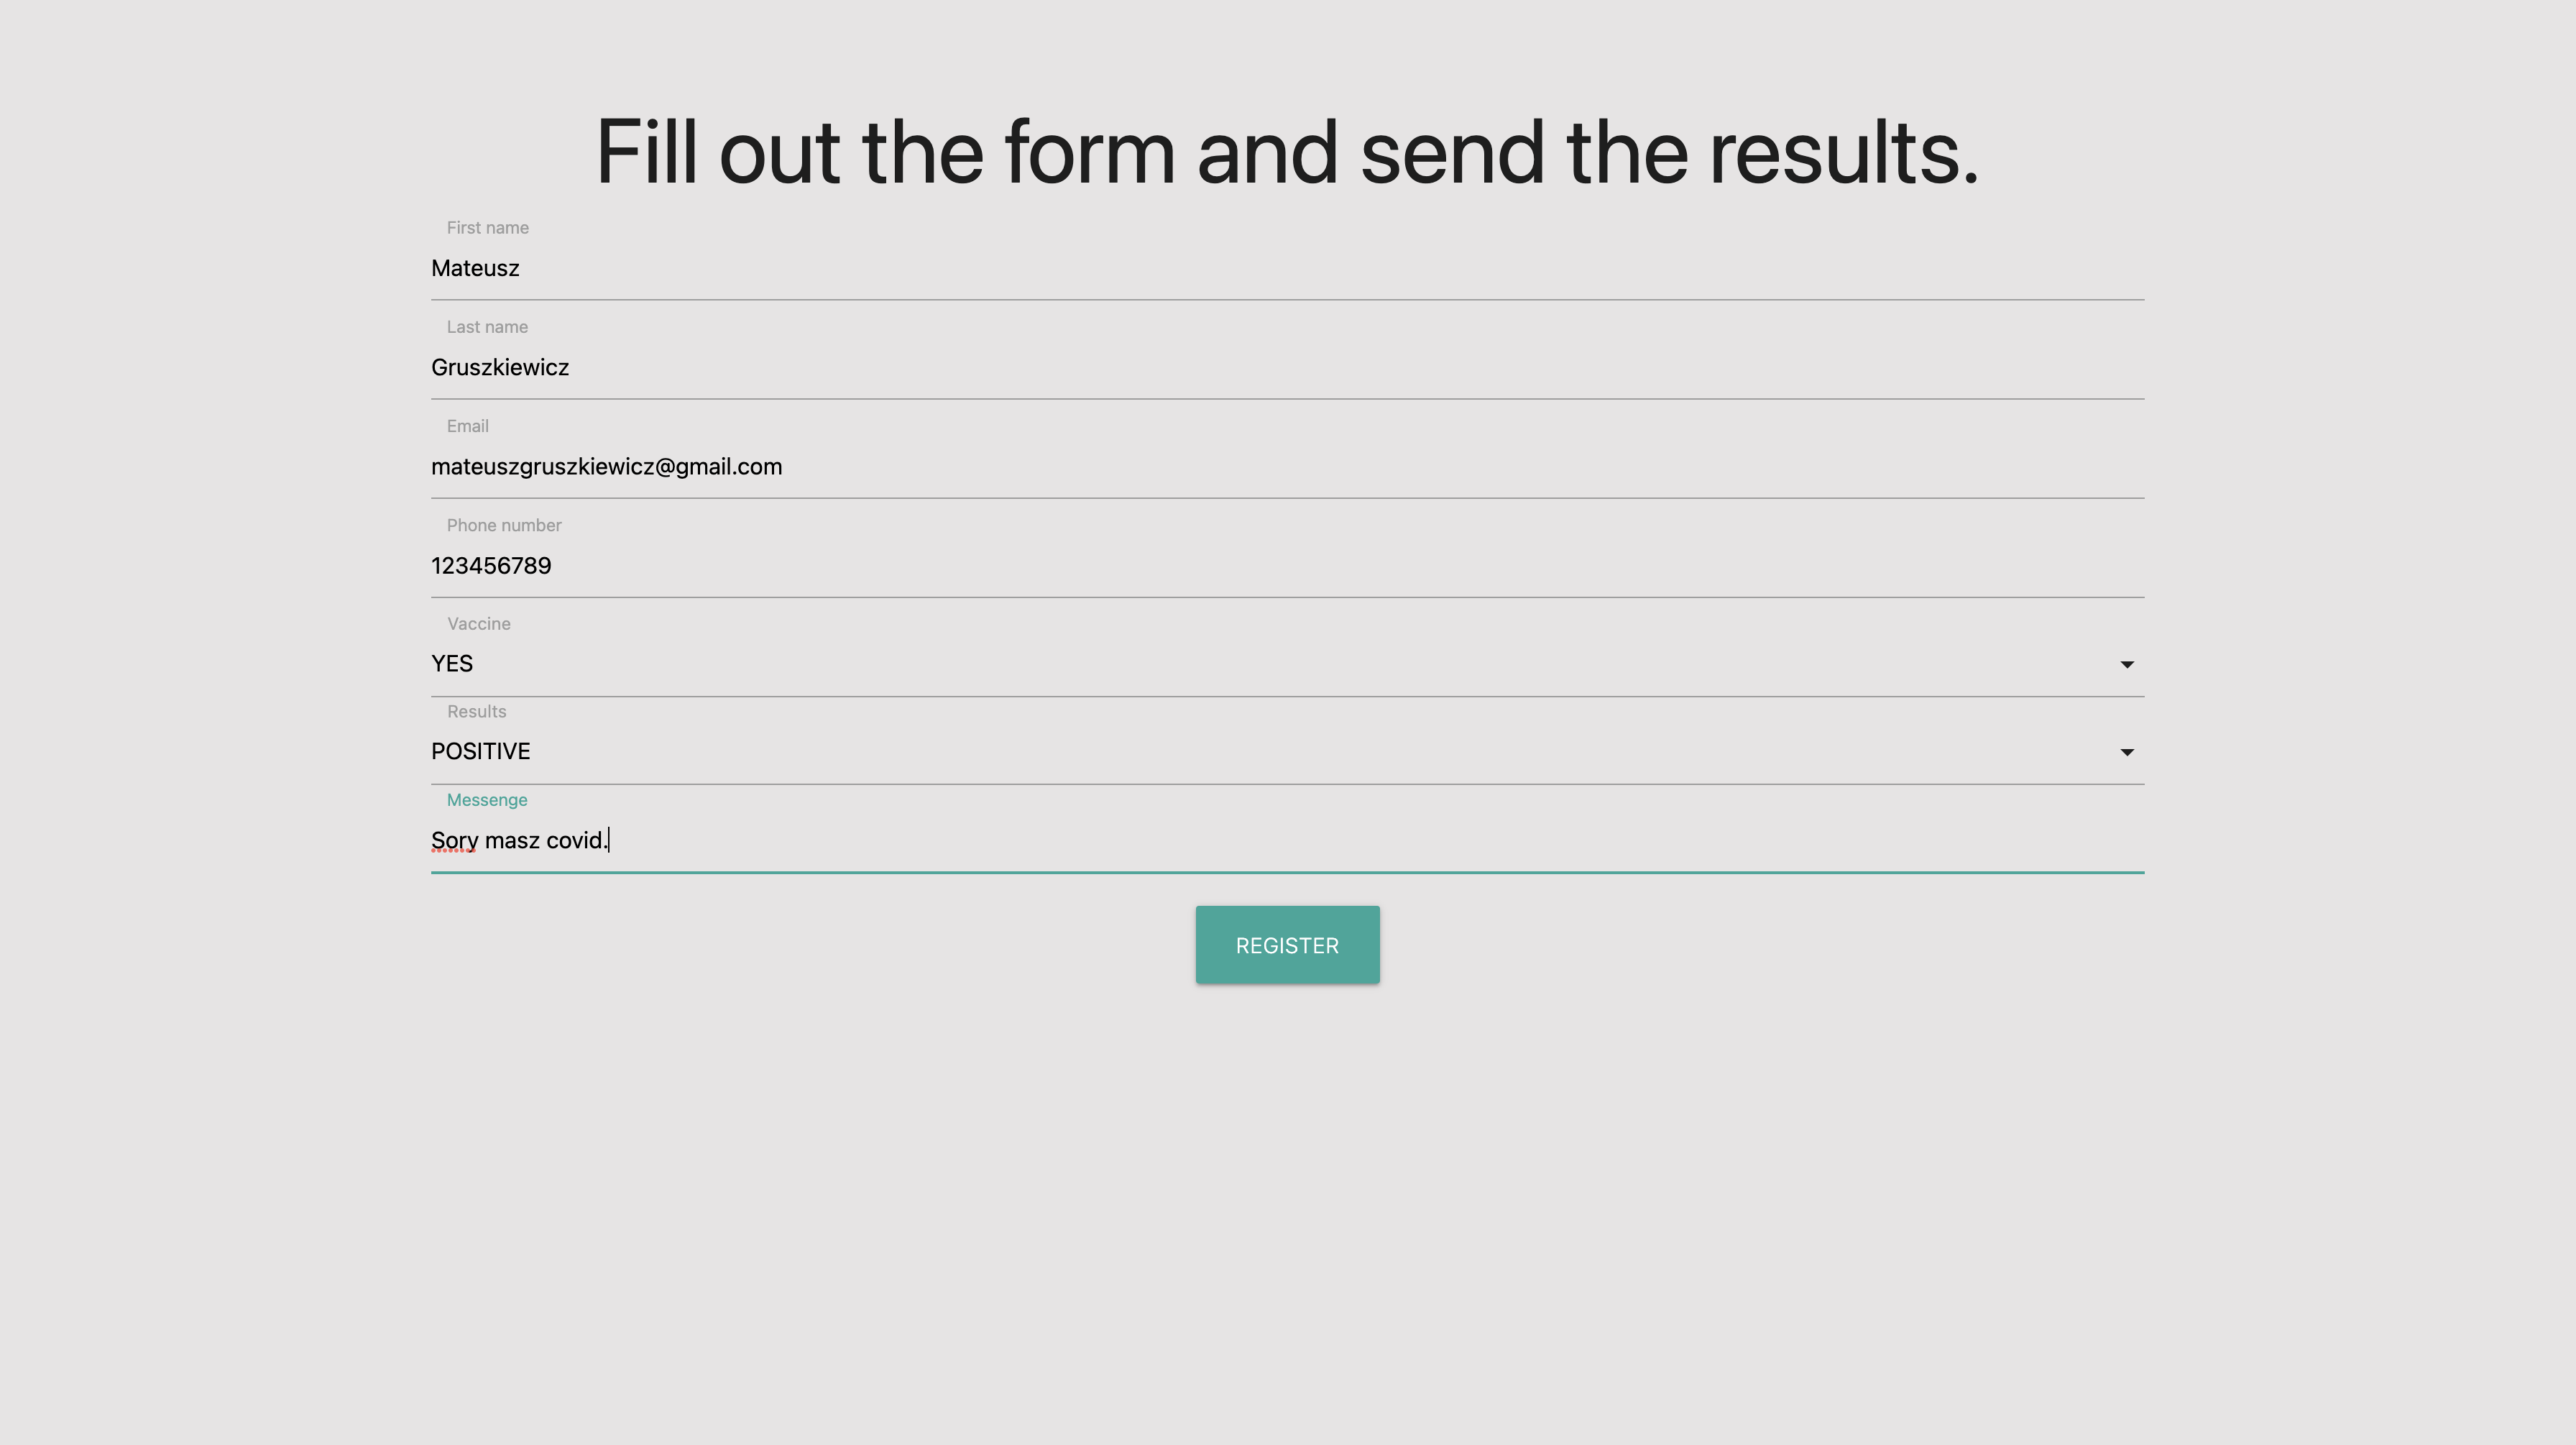 Fill out the form and send the results.
First name
Mateusz
Last name
Gruszkiewicz
Email
mateuszgruszkiewicz@gmail.com
Phone number
123456789
Vaccine
YES
Results
POSITIVE
Messenge
Sory masz covid.
REGISTER